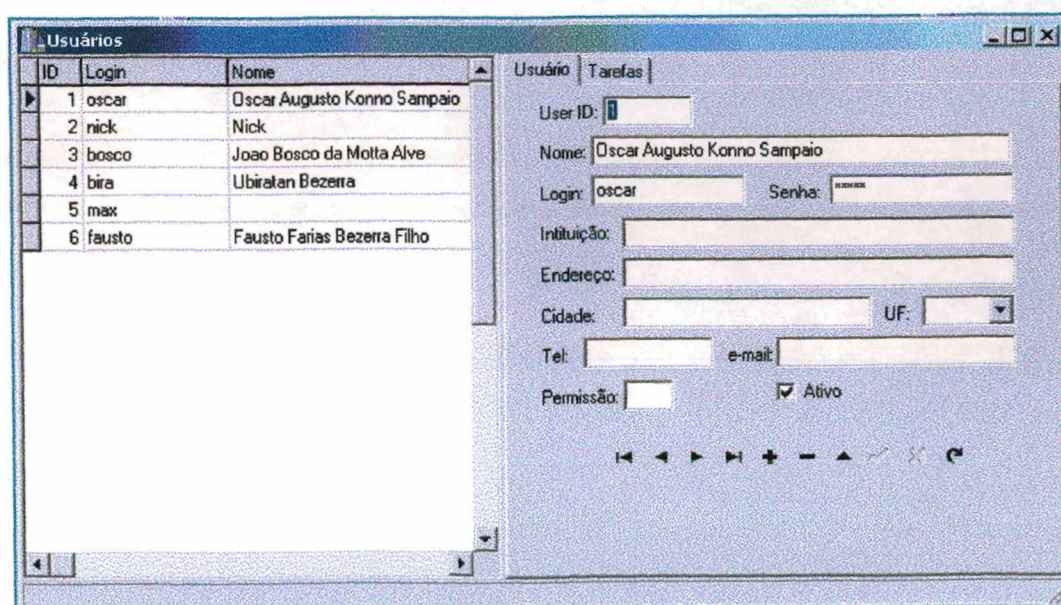 Usuários
ID Login Nome
1 oscar Oscar Augusto Konno Sampaio
2 nick Nick
3 bosco Joao Bosco da Motta Alve
4 bira Ubiratan Bezerra
5 max
6 fausto Fausto Farias Bezerra Filho
Usuário Tarefas
User ID: 1
Nome: Oscar Augusto Konno Sampaio
Login: oscar Senha: *****
Intituição:
Endereço:
Cidade: UF:
Tel: e-mail:
Permissão: Ativo